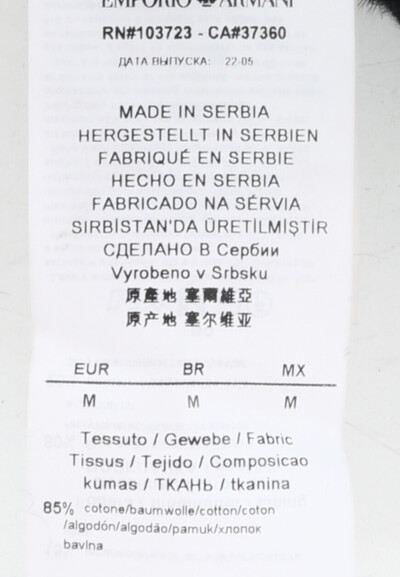 EMPORIO ARMANI
RN#103723 - CA#37360
ДАТА ВЫПУСКА: 22-05
MADE IN SERBIA
HERGESTELLT IN SERBIEN
FABRIQUÉ EN SERBIE
HECHO EN SERBIA
FABRICADO NA SÉRVIA
SIRBİSTAN'DA ÜRETİLMİŞTİR
СДЕЛАНО В Сербии
Vyrobeno v Srbsku
原產地 塞爾維亞
原产地 塞尔维亚
EUR BR MX
M M M
Tessuto / Gewebe / Fabric
Tissus / Tejido / Composicao
kumas / ТКАНЬ / tkanina
85% cotone/baumwolle/cotton/coton
/algodón/algodão/pamuk/хлопок
bavlna